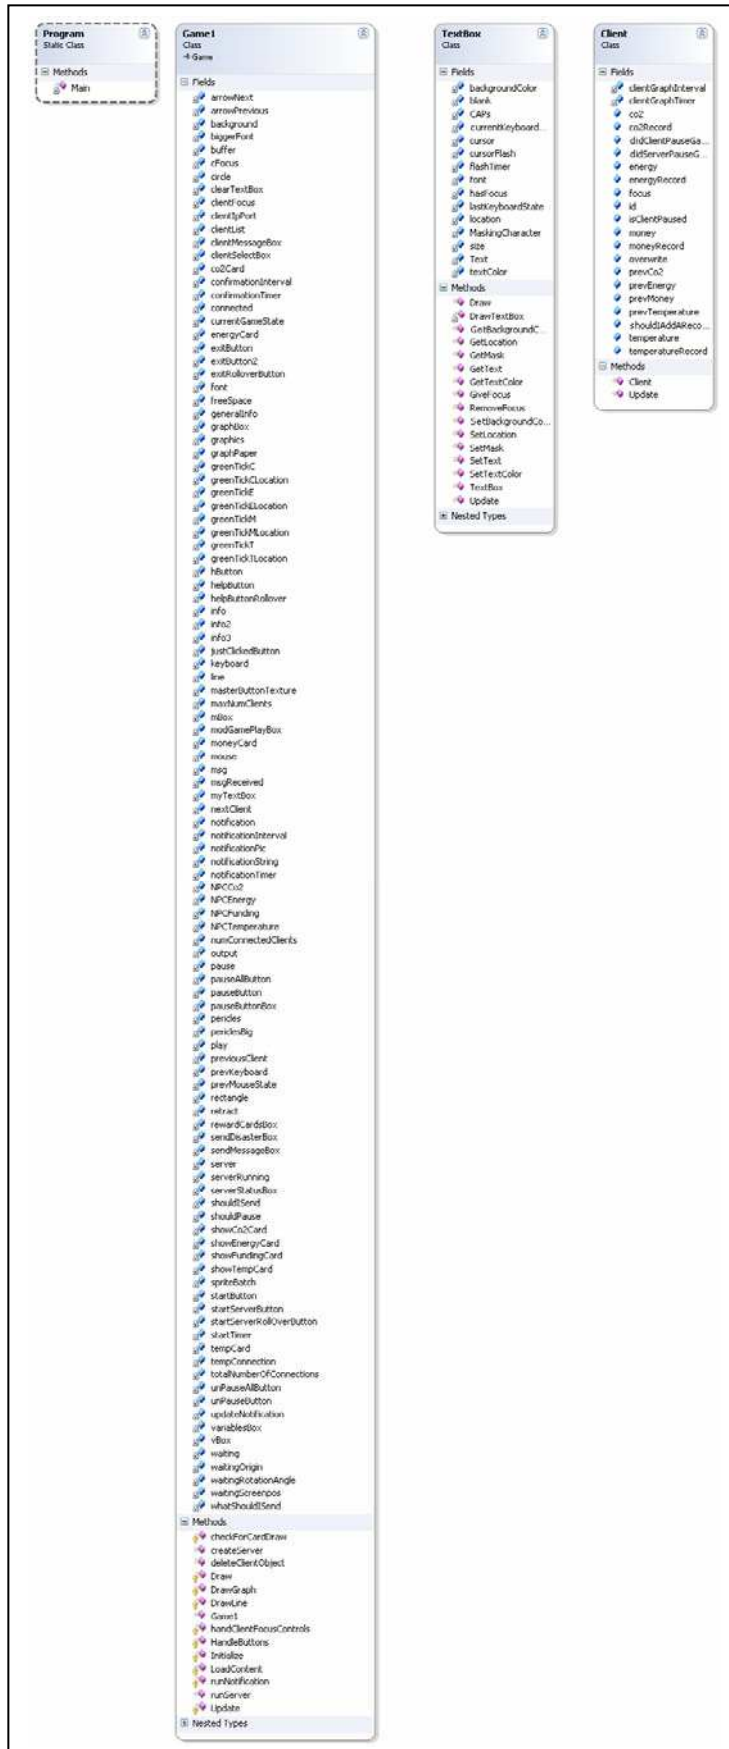 Program
Static Class
Methods
Main
Game1
Class
Game
Fields
arrowNext
arrowPrevious
background
biggerFont
buffer
cFocus
circle
clearTextBox
clientFocus
clientIpPort
clientList
clientMessageBox
clientSelectBox
co2Card
confirmationInterval
confirmationTimer
connected
currentGameState
energyCard
exitButton
exitButton2
exitRolloverButton
font
freeSpace
generalInfo
graphBox
graphics
graphPaper
greenTickC
greenTickCLocation
greenTickE
greenTickELocation
greenTickM
greenTickMLocation
greenTickT
greenTickTLocation
hButton
helpButton
helpButtonRollover
info
info2
info3
justClickedButton
keyboard
line
masterButtonTexture
maxNumClients
mBox
modGamePlayBox
moneyCard
mouse
msg
msgReceived
myTextBox
nextClient
notification
notificationInterval
notificationPic
notificationString
notificationTimer
NPCCo2
NPCEnergy
NPCFunding
NPCTemperature
numConnectedClients
output
pause
pauseAllButton
pauseButton
pauseButtonBox
pericles
periclesBig
play
previousClient
prevKeyboard
prevMouseState
rectangle
retract
rewardCardsBox
sendDisasterBox
sendMessageBox
server
serverRunning
serverStatusBox
shouldISend
shouldPause
showCo2Card
showEnergyCard
showFundingCard
showTempCard
spriteBatch
startButton
startServerButton
startServerRollOverButton
startTimer
tempCard
tempConnection
totalNumberOfConnections
unPauseAllButton
unPauseButton
updateNotification
variablesBox
vBox
waiting
waitingOrigin
waitingRotationAngle
waitingScreenpos
whatShouldISend
Methods
checkForCardDraw
createServer
deleteClientObject
Draw
DrawGraph
DrawLine
Game1
handClientFocusControls
HandleButtons
Initialize
LoadContent
runNotification
runServer
Update
Nested Types
TextBox
Class
Fields
backgroundColor
blank
CAPs
currentKeyboard...
cursor
cursorFlash
flashTimer
font
hasFocus
lastKeyboardState
location
MaskingCharacter
size
Text
textColor
Methods
Draw
DrawTextBox
GetBackgroundC...
GetLocation
GetMask
GetText
GetTextColor
GiveFocus
RemoveFocus
SetBackgroundCo...
SetLocation
SetMask
SetText
SetTextColor
TextBox
Update
Nested Types
Client
Class
Fields
clientGraphInterval
clientGraphTimer
co2
co2Record
didClientPauseGa...
didServerPauseG...
energy
energyRecord
focus
id
isClientPaused
money
moneyRecord
overwrite
prevCo2
prevEnergy
prevMoney
prevTemperature
shouldIAddAReco...
temperature
temperatureRecord
Methods
Client
Update